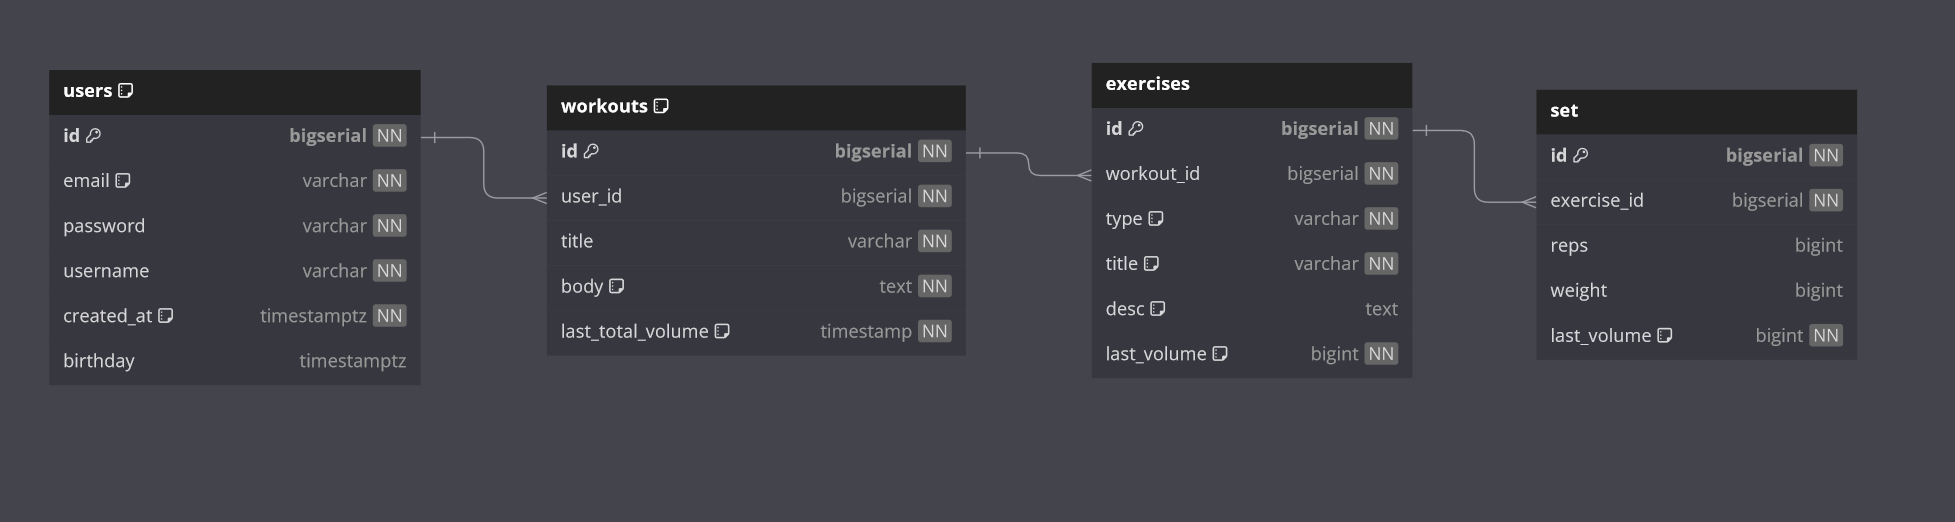 users
id bigserial NN
email varchar NN
password varchar NN
username varchar NN
created_at timestamptz NN
birthday timestamptz
workouts
id bigserial NN
user_id bigserial NN
title varchar NN
body text NN
last_total_volume timestamp NN
exercises
id bigserial NN
workout_id bigserial NN
type varchar NN
title varchar NN
desc text
last_volume bigint NN
set
id bigserial NN
exercise_id bigserial NN
reps bigint
weight bigint
last_volume bigint NN